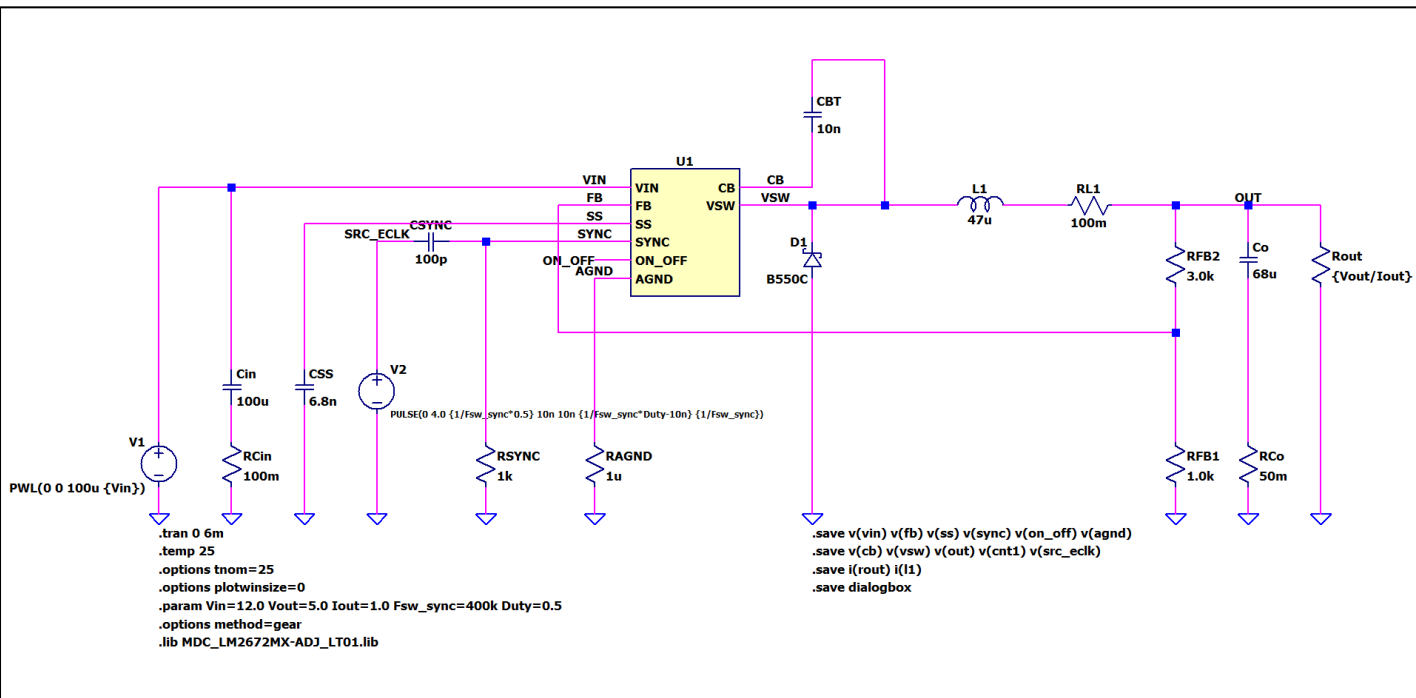 CBT
10n
U1
VIN
FB
SS
SYNC
ON_OFF
AGND
VIN
FB
SS
SYNC
ON_OFF
AGND
CB
VSW
CB
VSW
CSYNC
SRC_ECLK
100p
L1
47u
RL1
100m
OUT
D1
B550C
RFB2
3.0k
Co
68u
Rout
{Vout/Iout}
Cin
100u
CSS
6.8n
V2
PULSE(0 4.0 {1/Fsw_sync*0.5} 10n 10n {1/Fsw_sync*Duty-10n} {1/Fsw_sync})
V1
PWL(0 0 100u {Vin})
RCin
100m
RSYNC
1k
RAGND
1u
RFB1
1.0k
RCo
50m
.tran 0 6m
.temp 25
.options tnom=25
.options plotwinsize=0
.param Vin=12.0 Vout=5.0 Iout=1.0 Fsw_sync=400k Duty=0.5
.options method=gear
.lib MDC_LM2672MX-ADJ_LT01.lib
.save v(vin) v(fb) v(ss) v(sync) v(on_off) v(agnd)
.save v(cb) v(vsw) v(out) v(cnt1) v(src_eclk)
.save i(rout) i(l1)
.save dialogbox